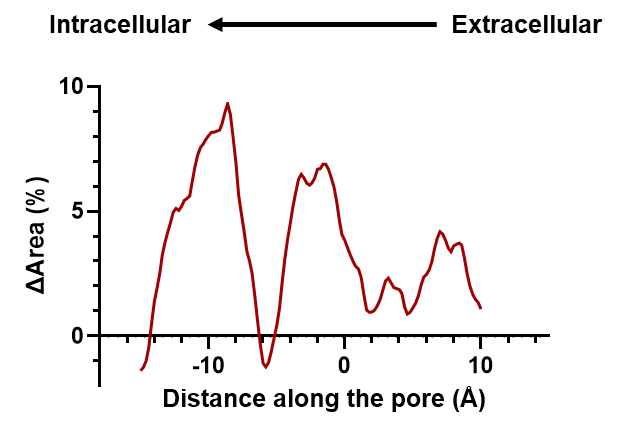 Intracellular Extracellular
10
5
0
ΔArea (%)
-10 0 10
Distance along the pore (Å)